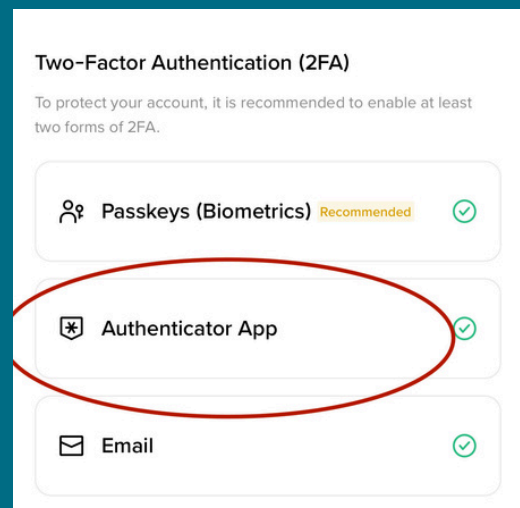 Two-Factor Authentication (2FA)
To protect your account, it is recommended to enable at least
two forms of 2FA.
Passkeys (Biometrics) Recommended
Authenticator App
Email